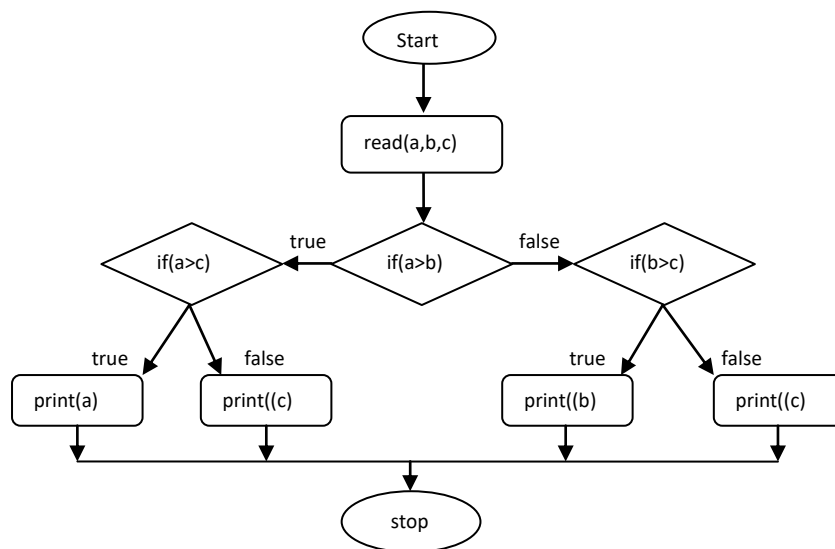 Start
read(a,b,c)
true
false
if(a>c)
if(a>b)
if(b>c)
true
false
true
false
print(a)
print((c)
print((b)
print((c)
stop